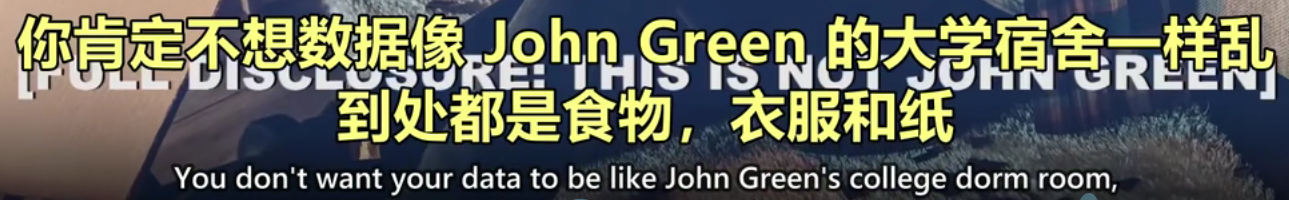 你肯定不想数据像 John Green 的大学宿舍一样乱
[FULL DISCLOSURE: THIS IS NOT JOHN GREEN]
到处都是食物，衣服和纸
You don't want your data to be like John Green's college dorm room,